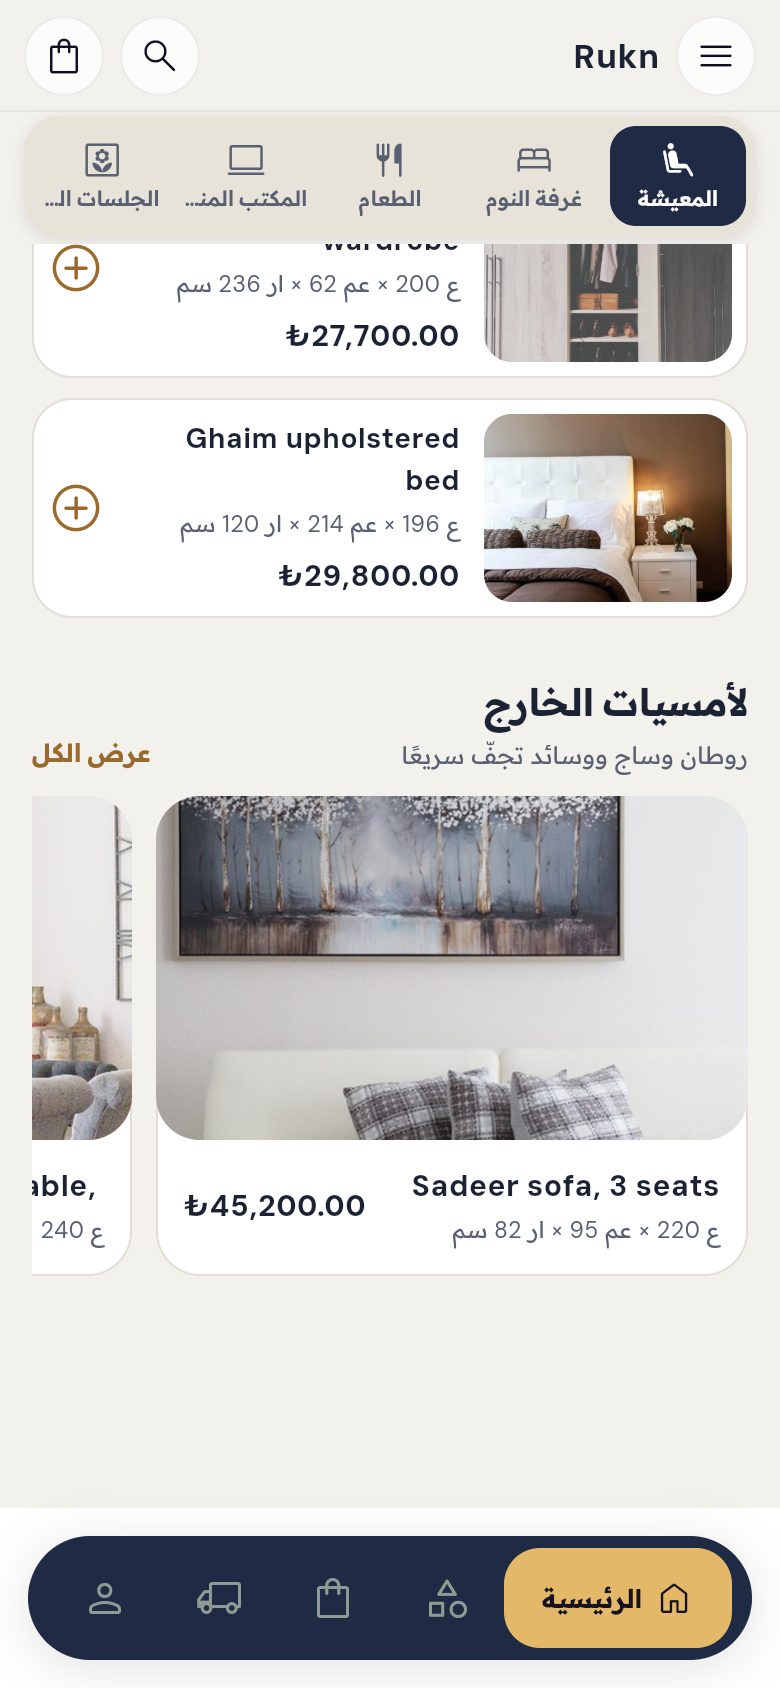 Rukn
المعيشة
غرفة النوم
الطعام
المكتب المنـ...
الجلسات الـ...
wardrobe
ع 200 × عم 62 × ار 236 سم
₺27,700.00
Ghaim upholstered
bed
ع 196 × عم 214 × ار 120 سم
₺29,800.00
لأمسيات الخارج
روطان وساج ووسائد تجفّ سريعًا
عرض الكل
Sadeer sofa, 3 seats
ع 220 × عم 95 × ار 82 سم
₺45,200.00
able,
ع 240
الرئيسية